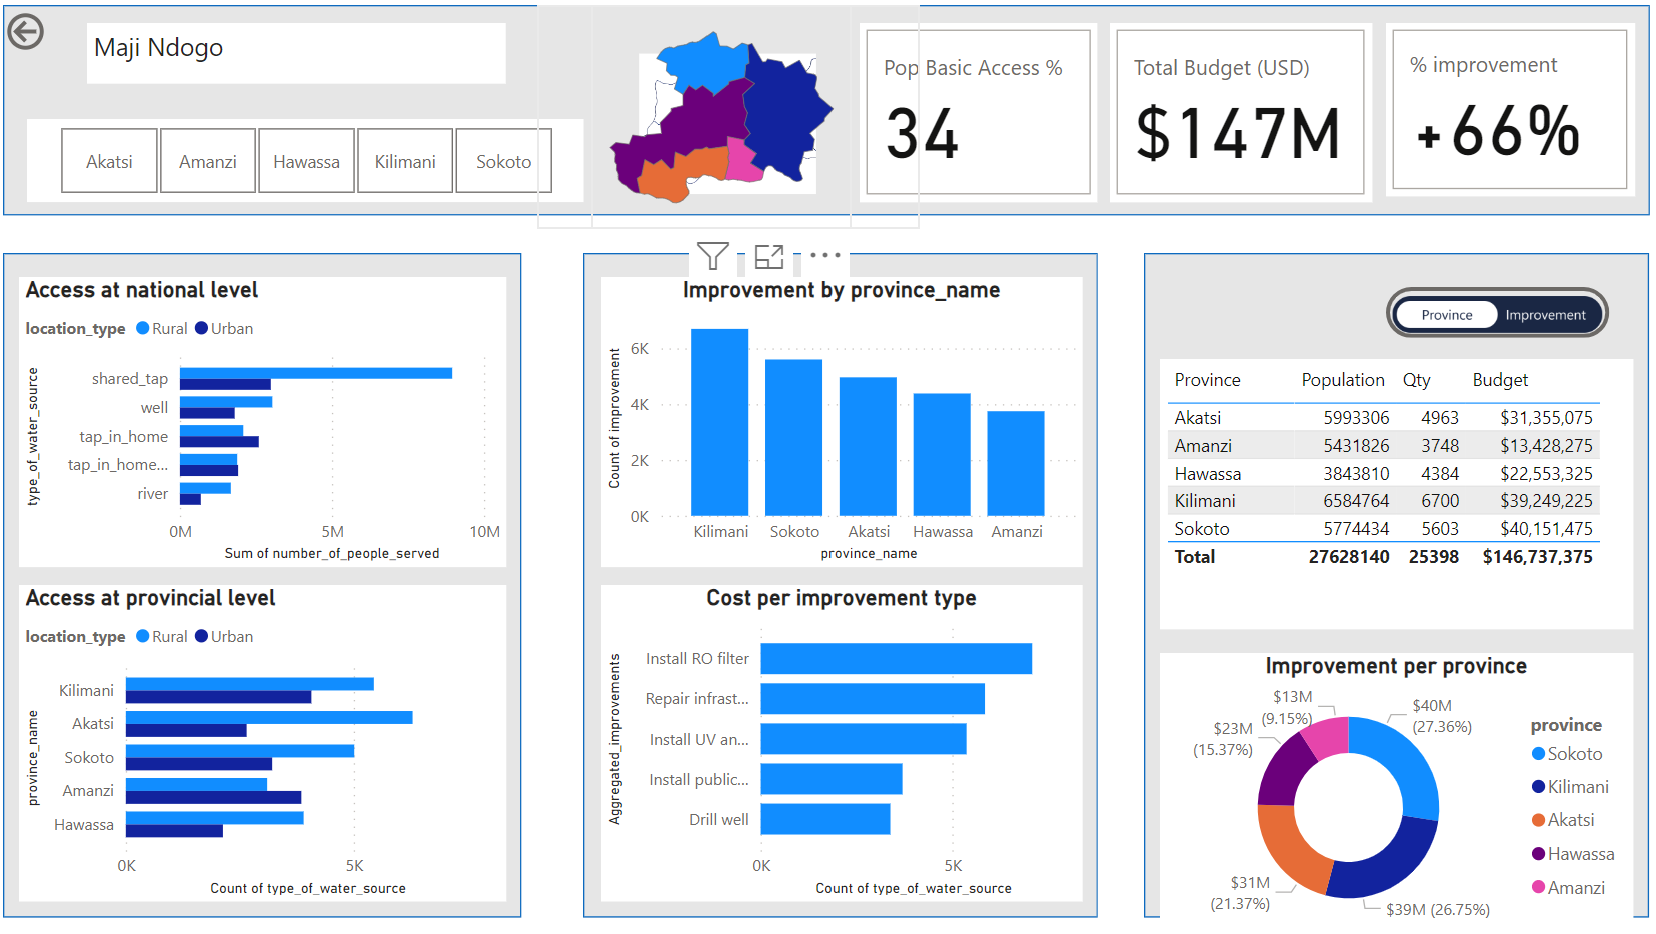 Maji Ndogo
Akatsi Amanzi Hawassa Kilimani Sokoto
Pop Basic Access %
34
Total Budget (USD)
$147M
% improvement
+66%
Access at national level
location_type Rural Urban
type_of_water_source
shared_tap
well
tap_in_home
tap_in_home...
river
0M 5M 10M
Sum of number_of_people_served
Access at provincial level
location_type Rural Urban
province_name
Kilimani
Akatsi
Sokoto
Amanzi
Hawassa
0K 5K
Count of type_of_water_source
Improvement by province_name
Count of improvement
6K
4K
2K
0K
Kilimani Sokoto Akatsi Hawassa Amanzi
province_name
Cost per improvement type
Aggregated_improvements
Install RO filter
Repair infrast...
Install UV an...
Install public...
Drill well
0K 5K
Count of type_of_water_source
Province Improvement
Province Population Qty Budget
Akatsi 5993306 4963 $31,355,075
Amanzi 5431826 3748 $13,428,275
Hawassa 3843810 4384 $22,553,325
Kilimani 6584764 6700 $39,249,225
Sokoto 5774434 5603 $40,151,475
Total 27628140 25398 $146,737,375
Improvement per province
$13M
(9.15%)
$40M
(27.36%)
$23M
(15.37%)
$31M
(21.37%)
$39M (26.75%)
province
Sokoto
Kilimani
Akatsi
Hawassa
Amanzi